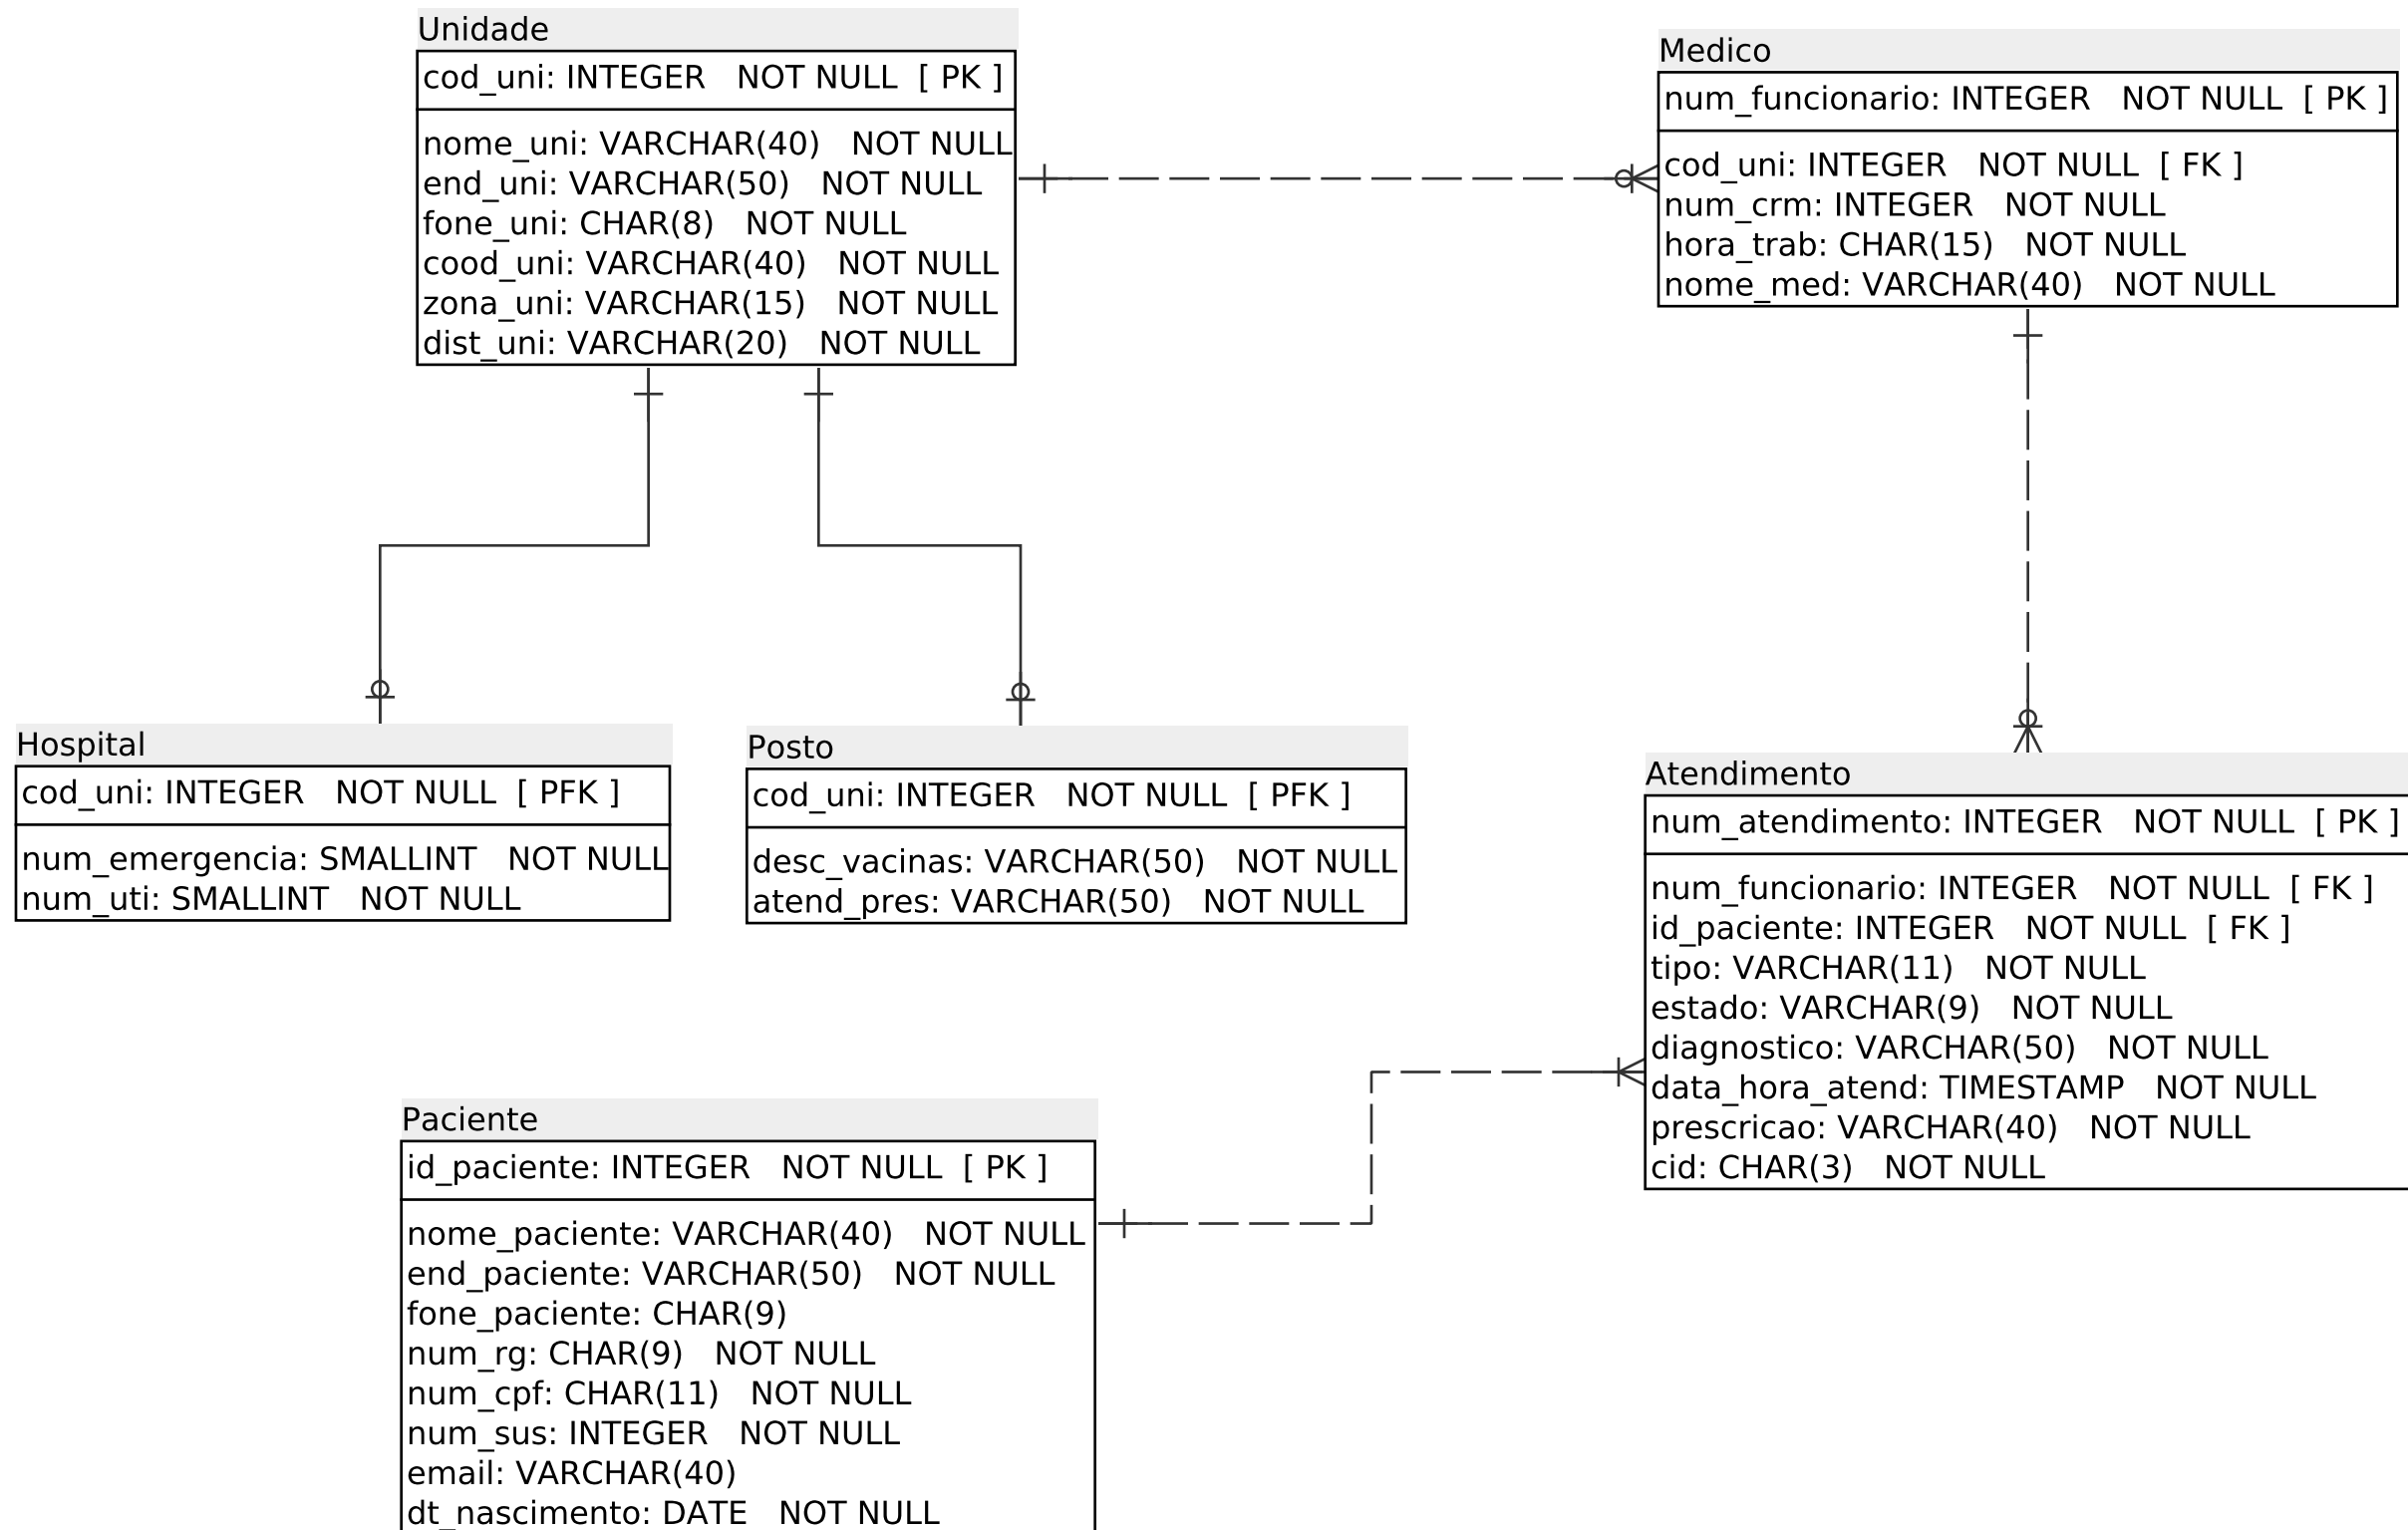 Unidade
cod_uni: INTEGER NOT NULL [ PK ]
nome_uni: VARCHAR(40) NOT NULL
end_uni: VARCHAR(50) NOT NULL
fone_uni: CHAR(8) NOT NULL
cood_uni: VARCHAR(40) NOT NULL
zona_uni: VARCHAR(15) NOT NULL
dist_uni: VARCHAR(20) NOT NULL
Medico
num_funcionario: INTEGER NOT NULL [ PK ]
cod_uni: INTEGER NOT NULL [ FK ]
num_crm: INTEGER NOT NULL
hora_trab: CHAR(15) NOT NULL
nome_med: VARCHAR(40) NOT NULL
Hospital
cod_uni: INTEGER NOT NULL [ PFK ]
num_emergencia: SMALLINT NOT NULL
num_uti: SMALLINT NOT NULL
Posto
cod_uni: INTEGER NOT NULL [ PFK ]
desc_vacinas: VARCHAR(50) NOT NULL
atend_pres: VARCHAR(50) NOT NULL
Atendimento
num_atendimento: INTEGER NOT NULL [ PK ]
num_funcionario: INTEGER NOT NULL [ FK ]
id_paciente: INTEGER NOT NULL [ FK ]
tipo: VARCHAR(11) NOT NULL
estado: VARCHAR(9) NOT NULL
diagnostico: VARCHAR(50) NOT NULL
data_hora_atend: TIMESTAMP NOT NULL
prescricao: VARCHAR(40) NOT NULL
cid: CHAR(3) NOT NULL
Paciente
id_paciente: INTEGER NOT NULL [ PK ]
nome_paciente: VARCHAR(40) NOT NULL
end_paciente: VARCHAR(50) NOT NULL
fone_paciente: CHAR(9)
num_rg: CHAR(9) NOT NULL
num_cpf: CHAR(11) NOT NULL
num_sus: INTEGER NOT NULL
email: VARCHAR(40)
dt_nascimento: DATE NOT NULL